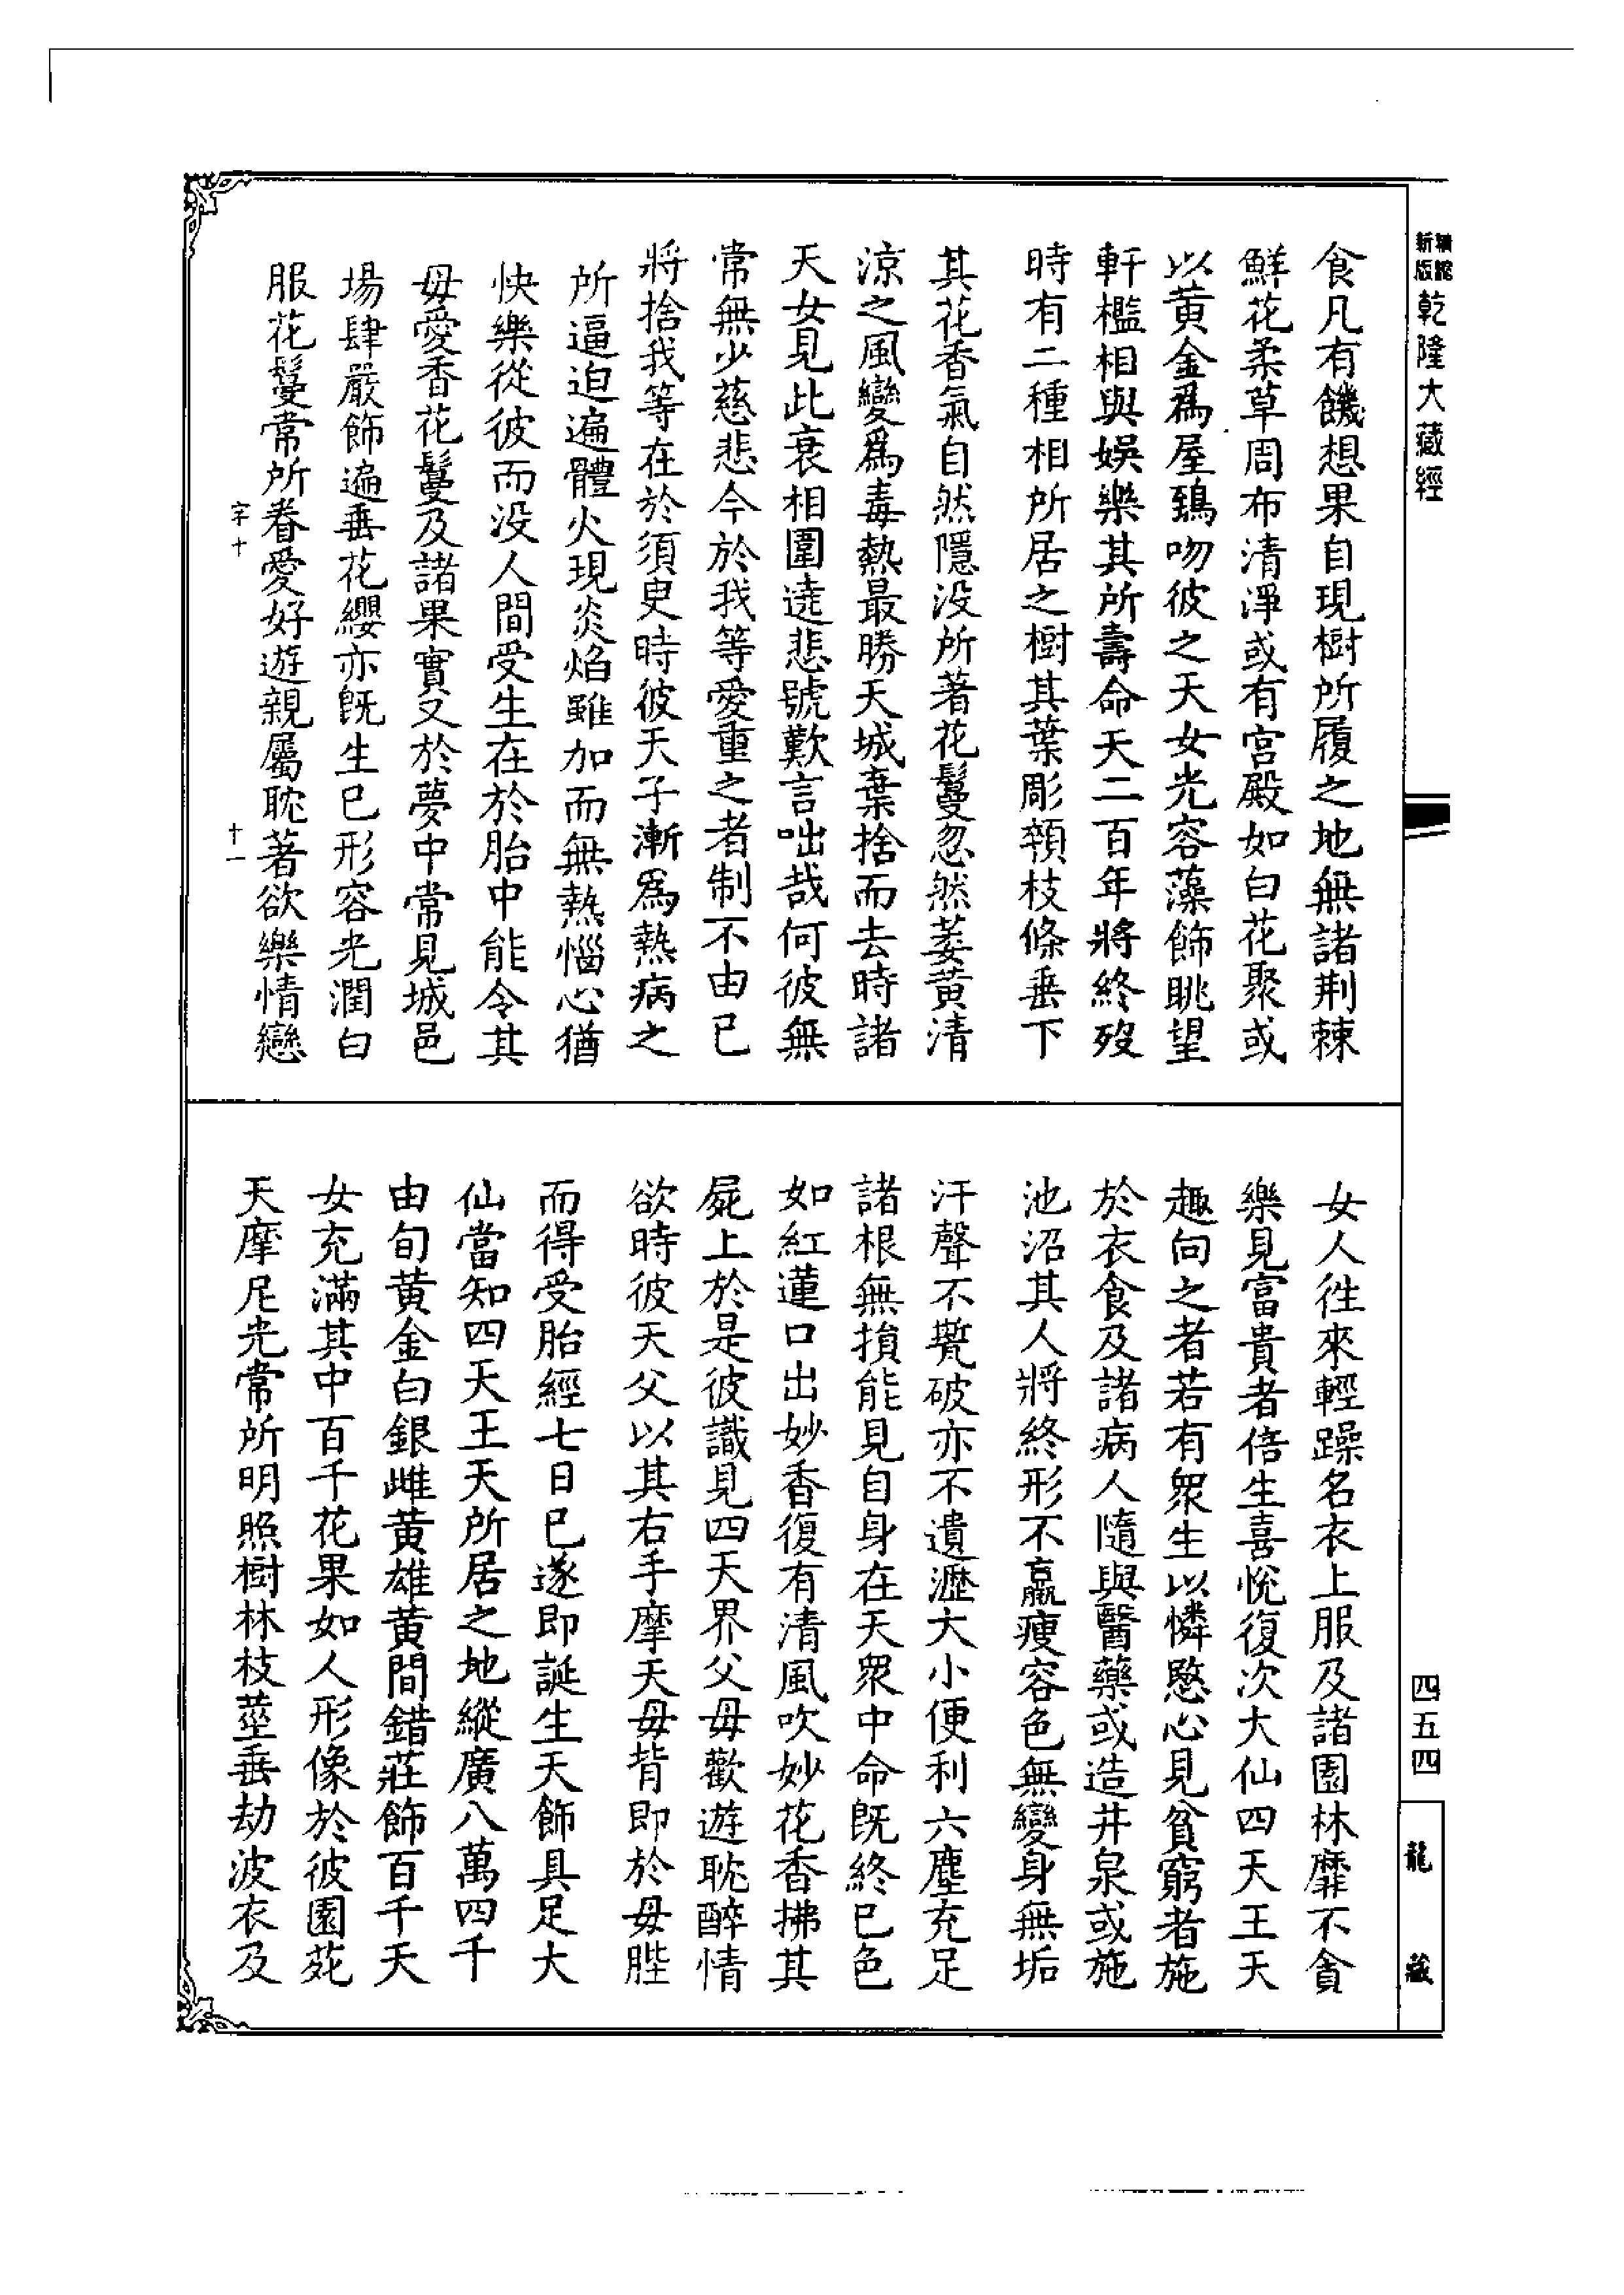 新版
乾隆大藏經
食凡有饑想果自現樹所履之地無諸荆棘
鮮花柔草周布清淨或有宫殿如白花聚或
以黄金爲屋鵄吻彼之天女光容藻飾眺望
軒檻相與娛樂其所壽命天二百年將終歿
時有二種相所居之樹其葉彫顇枝條垂下
其花香氣自然隱没所著花鬘忽然萎黄清
涼之風變爲毒熱最勝天城棄捨而去時諸
天女見此衰相圍遶悲號歎言咄哉何彼無
常無少慈悲今於我等愛重之者制不由已
將捨我等在於須臾時彼天子漸爲熱病之
所逼迫遍體火現炎焰雖加而無熱惱心猶
快樂從彼而没人間受生在於胎中能令其
母愛香花鬘及諸果實又於夢中常見城邑
場肆嚴飾遍垂花纓亦旣生已形容光潤白
服花鬘常所眷愛好遊親屬耽著欲樂情戀
字十
十一
女人徃來輕躁名衣上服及諸園林靡不貪
樂見富貴者倍生喜悅復次大仙四天王天
趣向之者若有衆生以憐愍心見貧窮者施
於衣食及諸病人隨與醫藥或造井泉或施
池沼其人將終形不羸瘦容色無變身無垢
汗聲不甈破亦不遺瀝大小便利六塵充足
諸根無損能見自身在天衆中命旣終已色
如紅蓮口出妙香復有清風吹妙花香拂其
屍上於是彼識見四天界父母歡遊耽醉情
欲時彼天父以其右手摩天母背即於母䏶
而得受胎經七日已遂即誕生天飾具足大
仙當知四天王天所居之地縱廣八萬四千
由旬黄金白銀雌黄雄黄間錯莊飾百千天
女充滿其中百千花果如人形像於彼園苑
天摩尼光常所明照樹林枝莖垂劫波衣及
四五四
龍藏